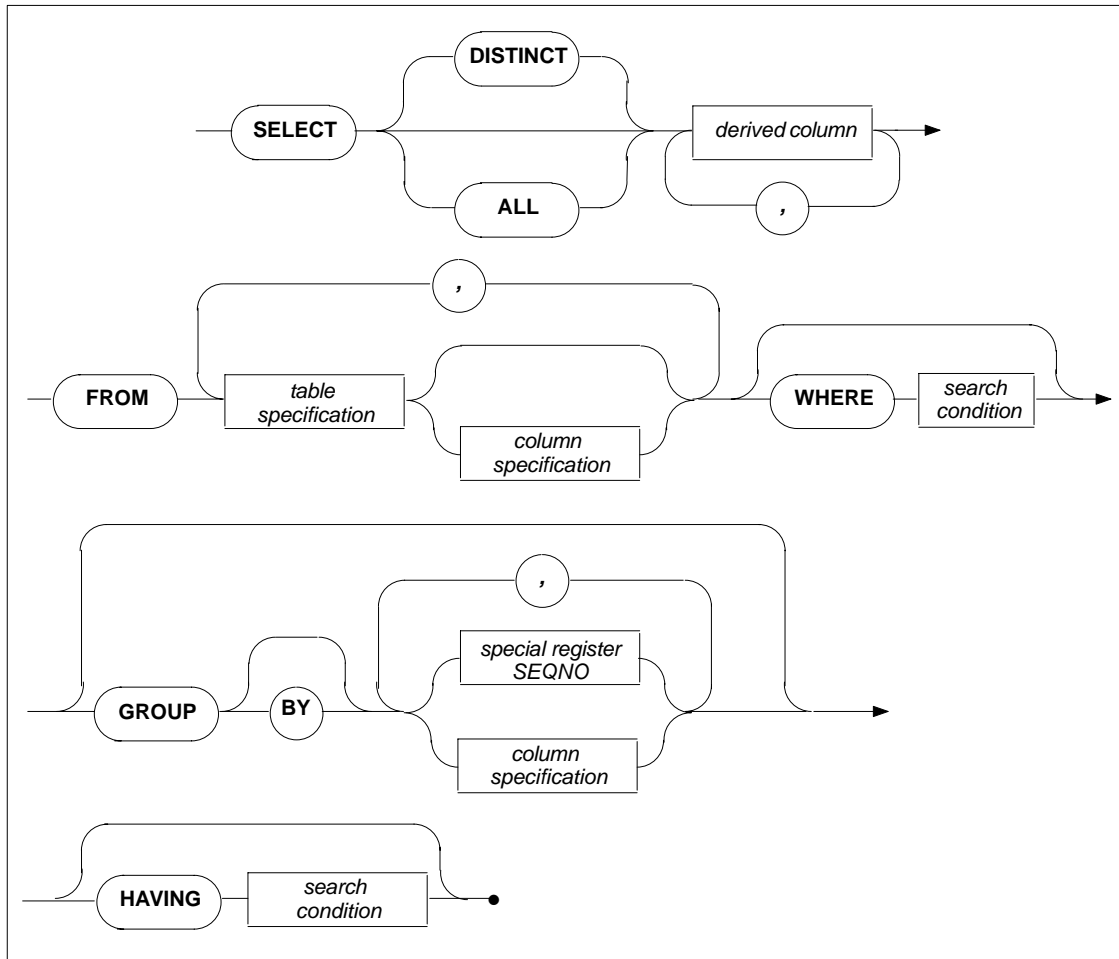 DISTINCT
SELECT
derived column
ALL
,
,
FROM
table
specification
column
specification
WHERE
search
condition
,
special register
SEQNO
GROUP
BY
column
specification
HAVING
search
condition